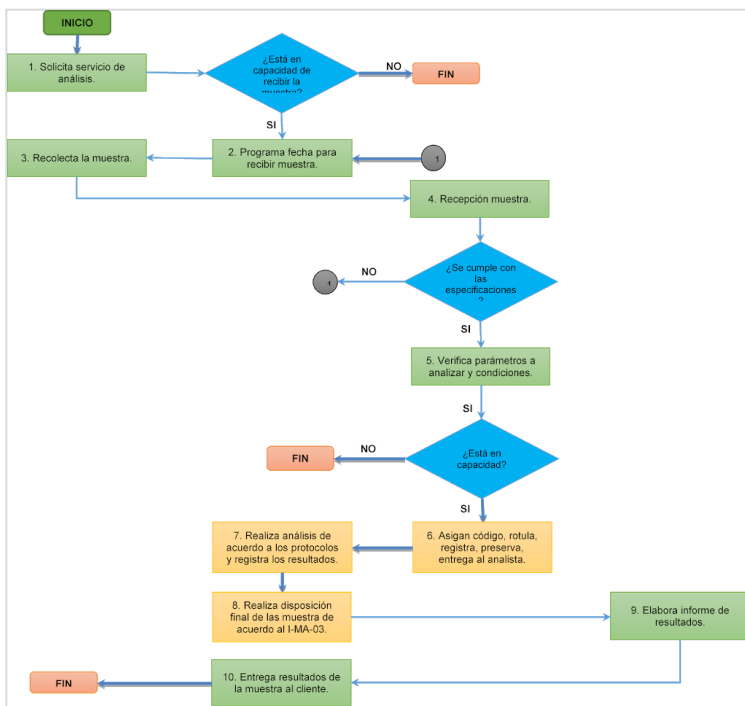 INICIO
1. Solicita servicio de
análisis.
¿Está en
capacidad de
recibir la
muestra?
NO
FIN
SI
3. Recolecta la muestra.
2. Programa fecha para
recibir muestra.
1
4. Recepción muestra.
¿Se cumple con
las
especificaciones
?
NO
1
SI
5. Verifica parámetros a
analizar y condiciones.
SI
¿Está en
capacidad?
NO
FIN
SI
7. Realiza análisis de
acuerdo a los protocolos
y registra los resultados.
6. Asigan código, rotula,
registra, preserva,
entrega al analista.
8. Realiza disposición
final de las muestra de
acuerdo al I-MA-03.
9. Elabora informe de
resultados.
10. Entrega resultados de
la muestra al cliente.
FIN